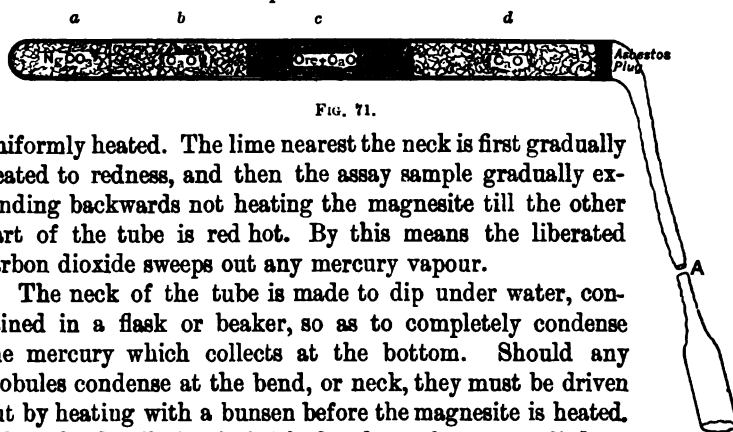 a b c d
NgCO3 CaO Ore+CaO CaO Asbestos
Plug
FIG. 71.
niformly heated. The lime nearest the neck is first gradually
eated to redness, and then the assay sample gradually ex-
nding backwards not heating the magnesite till the other
art of the tube is red hot. By this means the liberated
rbon dioxide sweeps out any mercury vapour.
A
The neck of the tube is made to dip under water, con-
ined in a flask or beaker, so as to completely condense
e mercury which collects at the bottom. Should any
obules condense at the bend, or neck, they must be driven
ut by heating with a bunsen before the magnesite is heated.